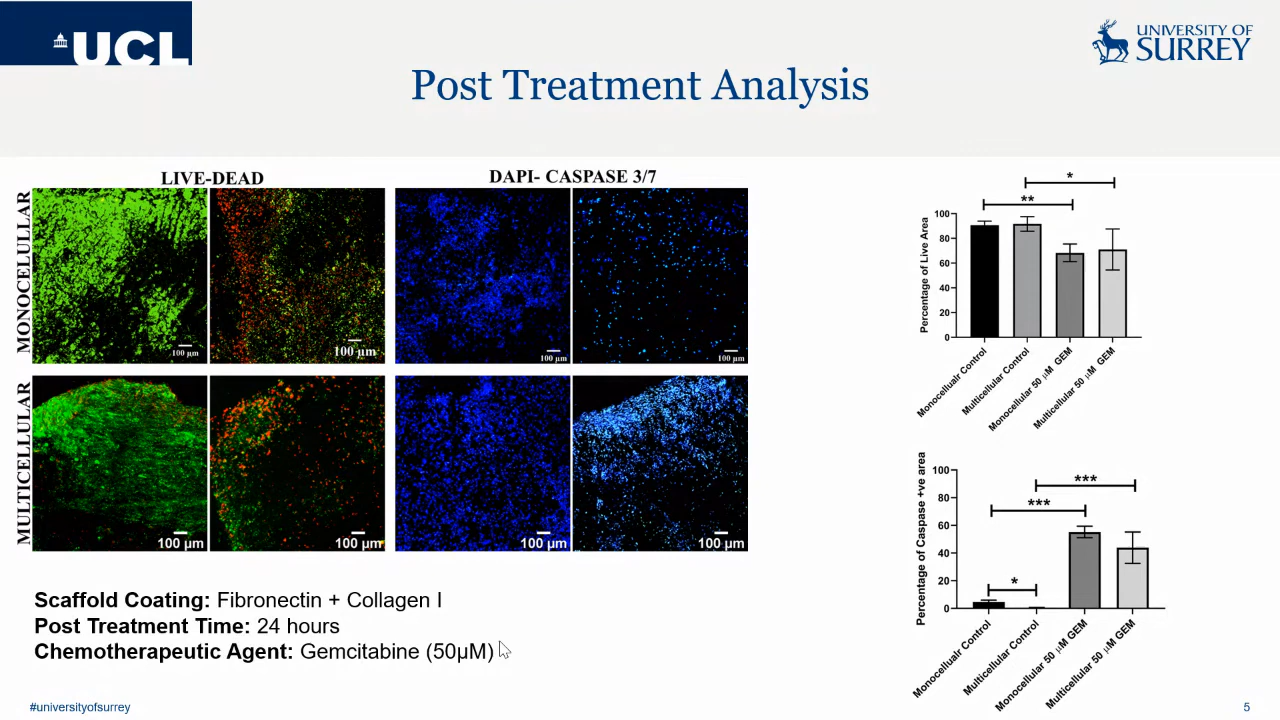 UCL
UNIVERSITY OF
SURREY
Post Treatment Analysis
LIVE-DEAD
DAPI- CASPASE 3/7
MONOCELULLAR
100 µm
100 µm
100 µm
100 µm
MULTICELLULAR
100 µm
100 µm
100 µm
100 µm
Scaffold Coating: Fibronectin + Collagen I
Post Treatment Time: 24 hours
Chemotherapeutic Agent: Gemcitabine (50µM)
*
**
Percentage of Live Area
100
80
60
40
20
0
Monocellualr Control
Multicellular Control
Monocellular 50 µM GEM
Multicellular 50 µM GEM
***
***
*
Percentage of Caspase +ve area
100
80
60
40
20
0
Monocellualr Control
Multicellular Control
Monocellular 50 µM GEM
Multicellular 50 µM GEM
#universityofsurrey
5